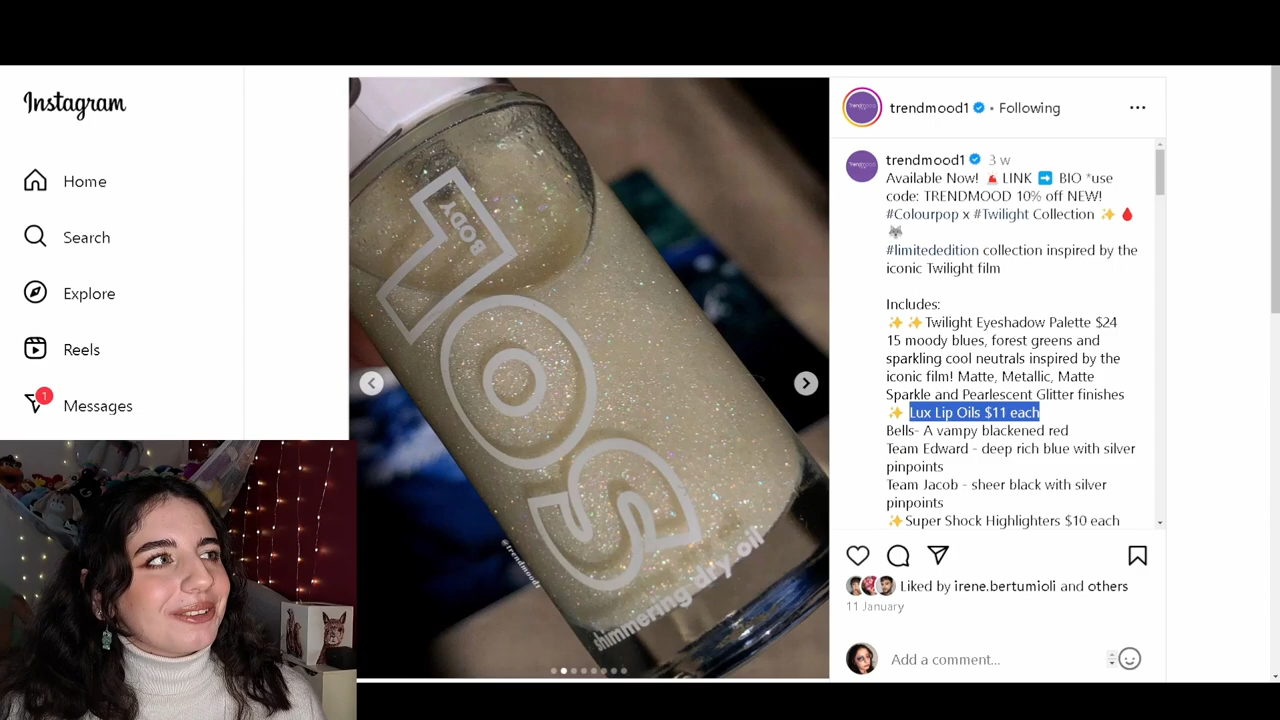 Instagram
Home
Search
Explore
Reels
1
Messages
BODY
SOL
shimmering dry oil
@trendmood1
trendmood1 • Following
trendmood1 3 w
Available Now! 🚨 LINK ➡️ BIO *use
code: TRENDMOOD 10% off NEW!
#Colourpop x #Twilight Collection ✨ 🩸
🐺
#limitededition collection inspired by the
iconic Twilight film
Includes:
✨ ✨Twilight Eyeshadow Palette $24
15 moody blues, forest greens and
sparkling cool neutrals inspired by the
iconic film! Matte, Metallic, Matte
Sparkle and Pearlescent Glitter finishes
✨ Lux Lip Oils $11 each
Bells- A vampy blackened red
Team Edward - deep rich blue with silver
pinpoints
Team Jacob - sheer black with silver
pinpoints
✨Super Shock Highlighters $10 each
Liked by irene.bertumioli and others
11 January
Add a comment...